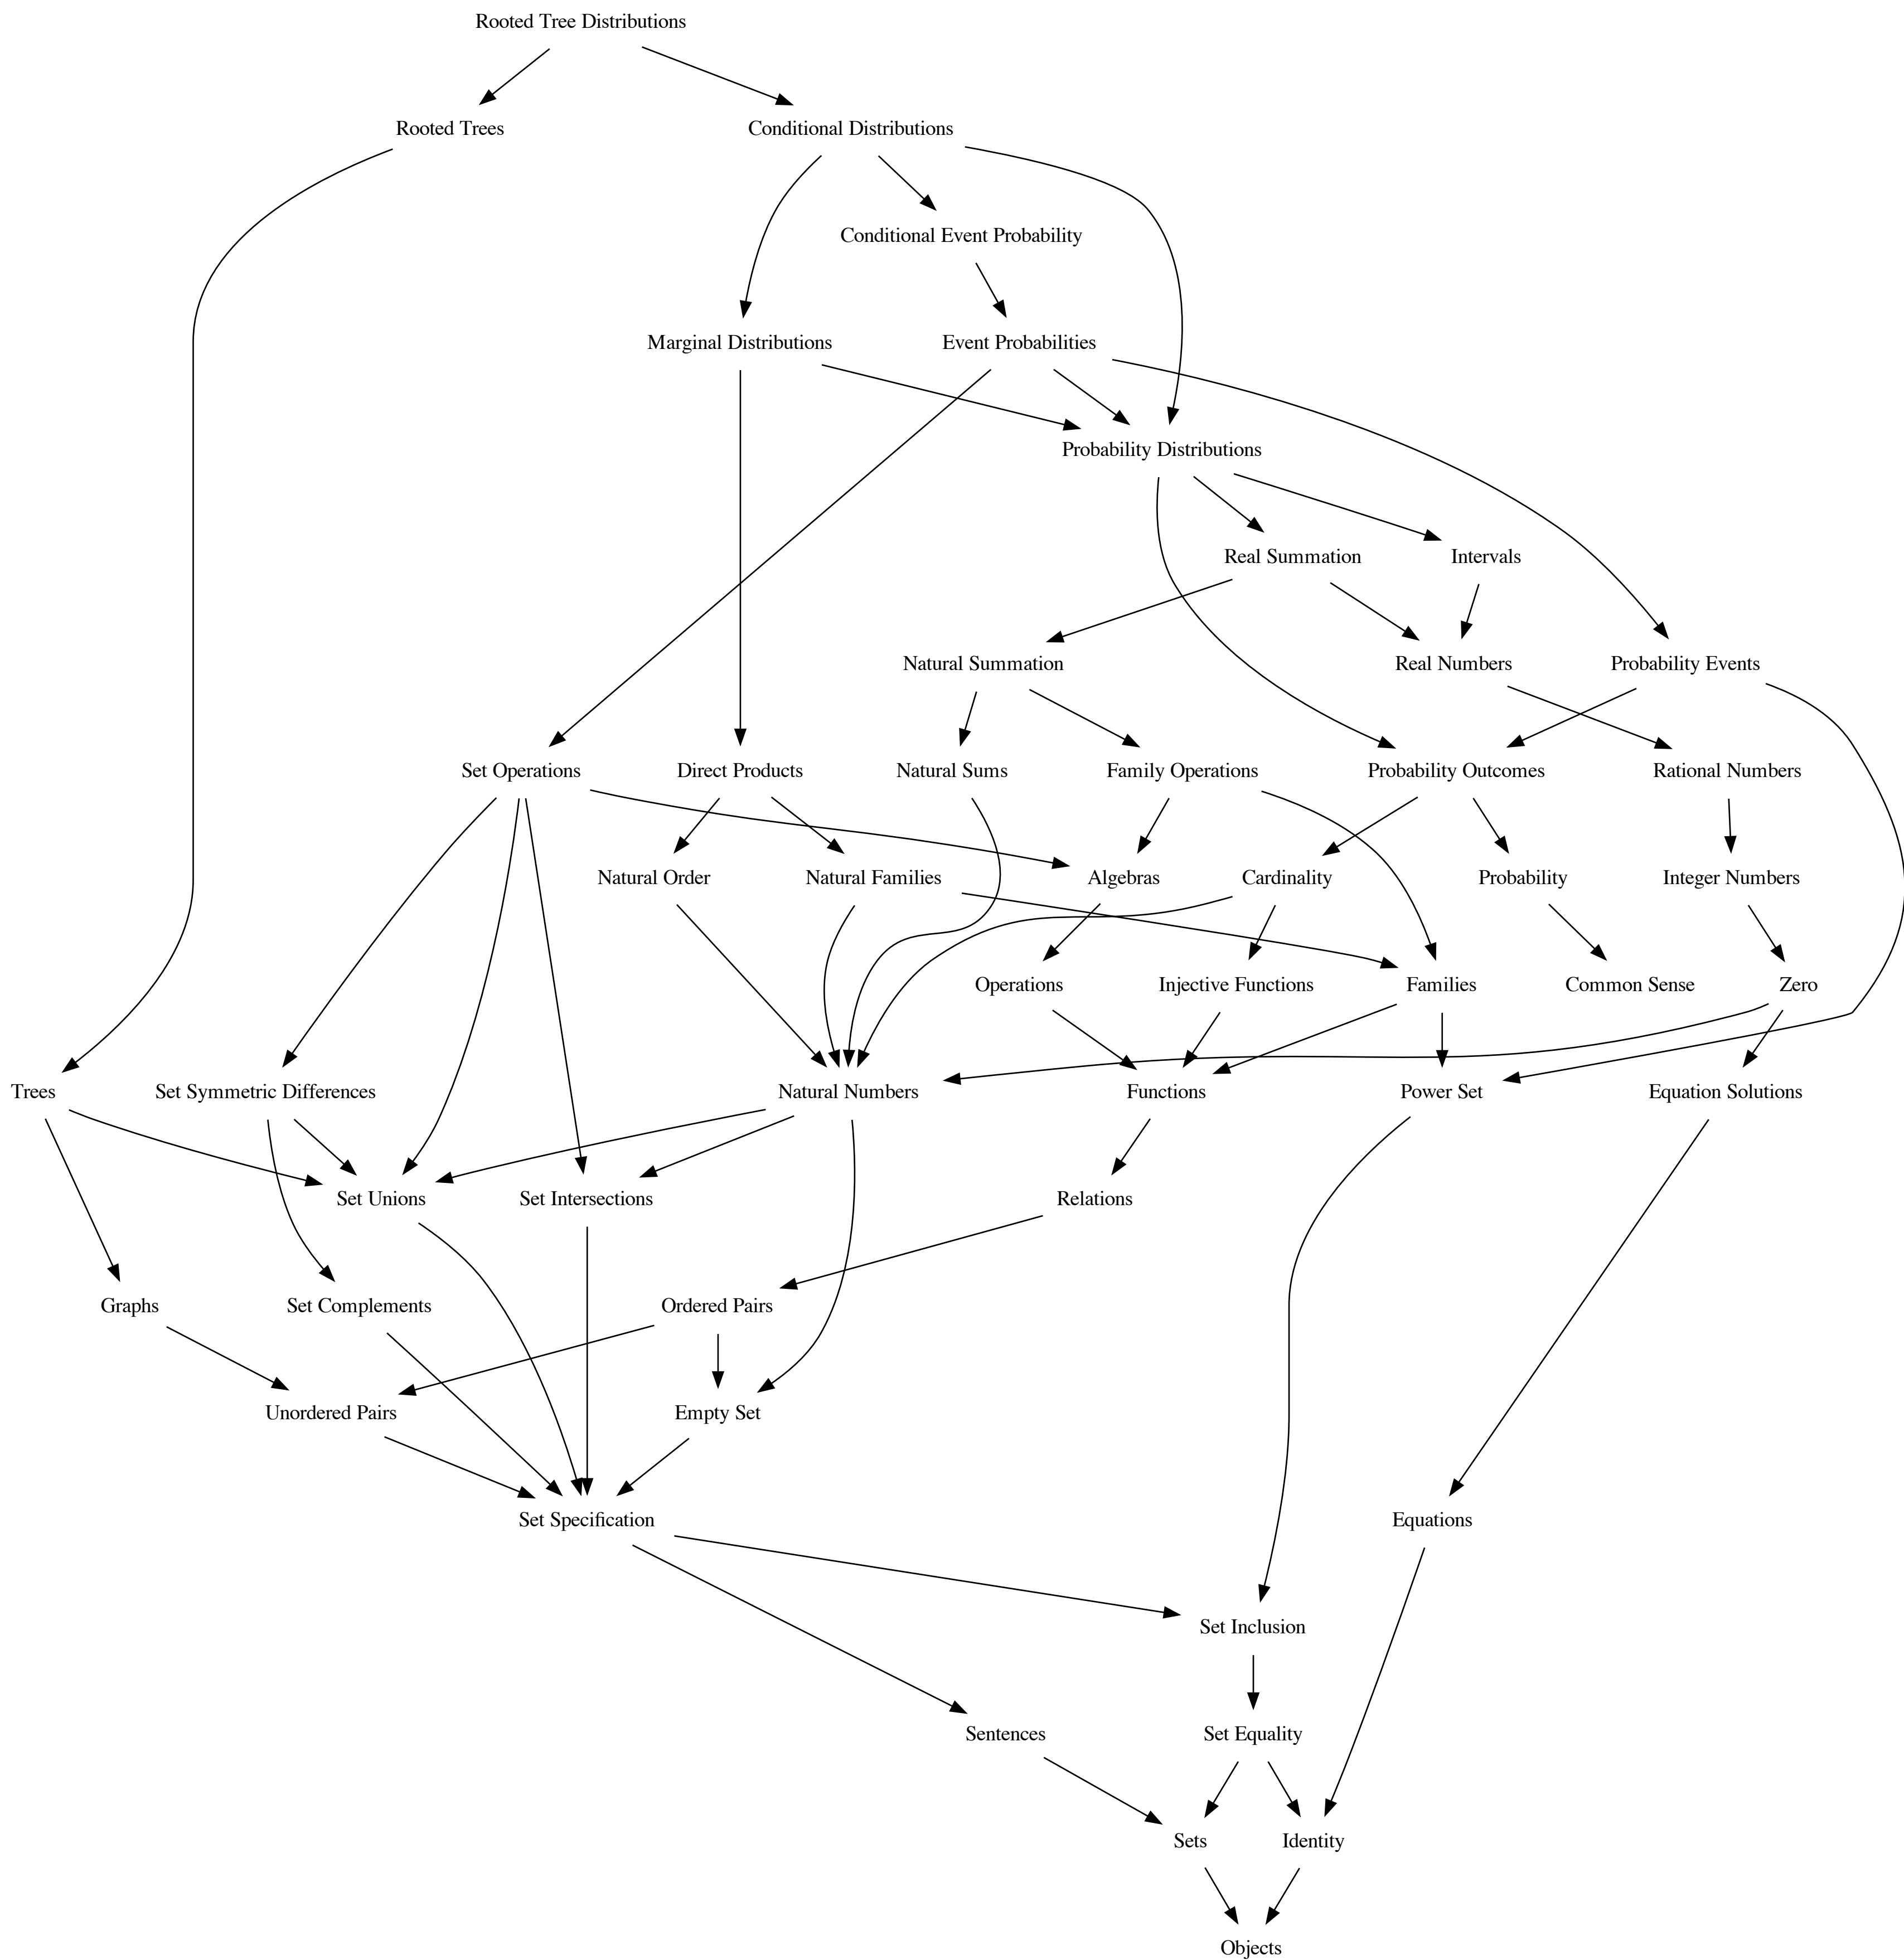 Rooted Tree Distributions
Rooted Trees
Conditional Distributions
Conditional Event Probability
Marginal Distributions
Event Probabilities
Probability Distributions
Real Summation
Intervals
Natural Summation
Real Numbers
Probability Events
Set Operations
Direct Products
Natural Sums
Family Operations
Probability Outcomes
Rational Numbers
Natural Order
Natural Families
Algebras
Cardinality
Probability
Integer Numbers
Operations
Injective Functions
Families
Common Sense
Zero
Trees
Set Symmetric Differences
Natural Numbers
Functions
Power Set
Equation Solutions
Set Unions
Set Intersections
Relations
Graphs
Set Complements
Ordered Pairs
Unordered Pairs
Empty Set
Set Specification
Equations
Set Inclusion
Sentences
Set Equality
Sets
Identity
Objects